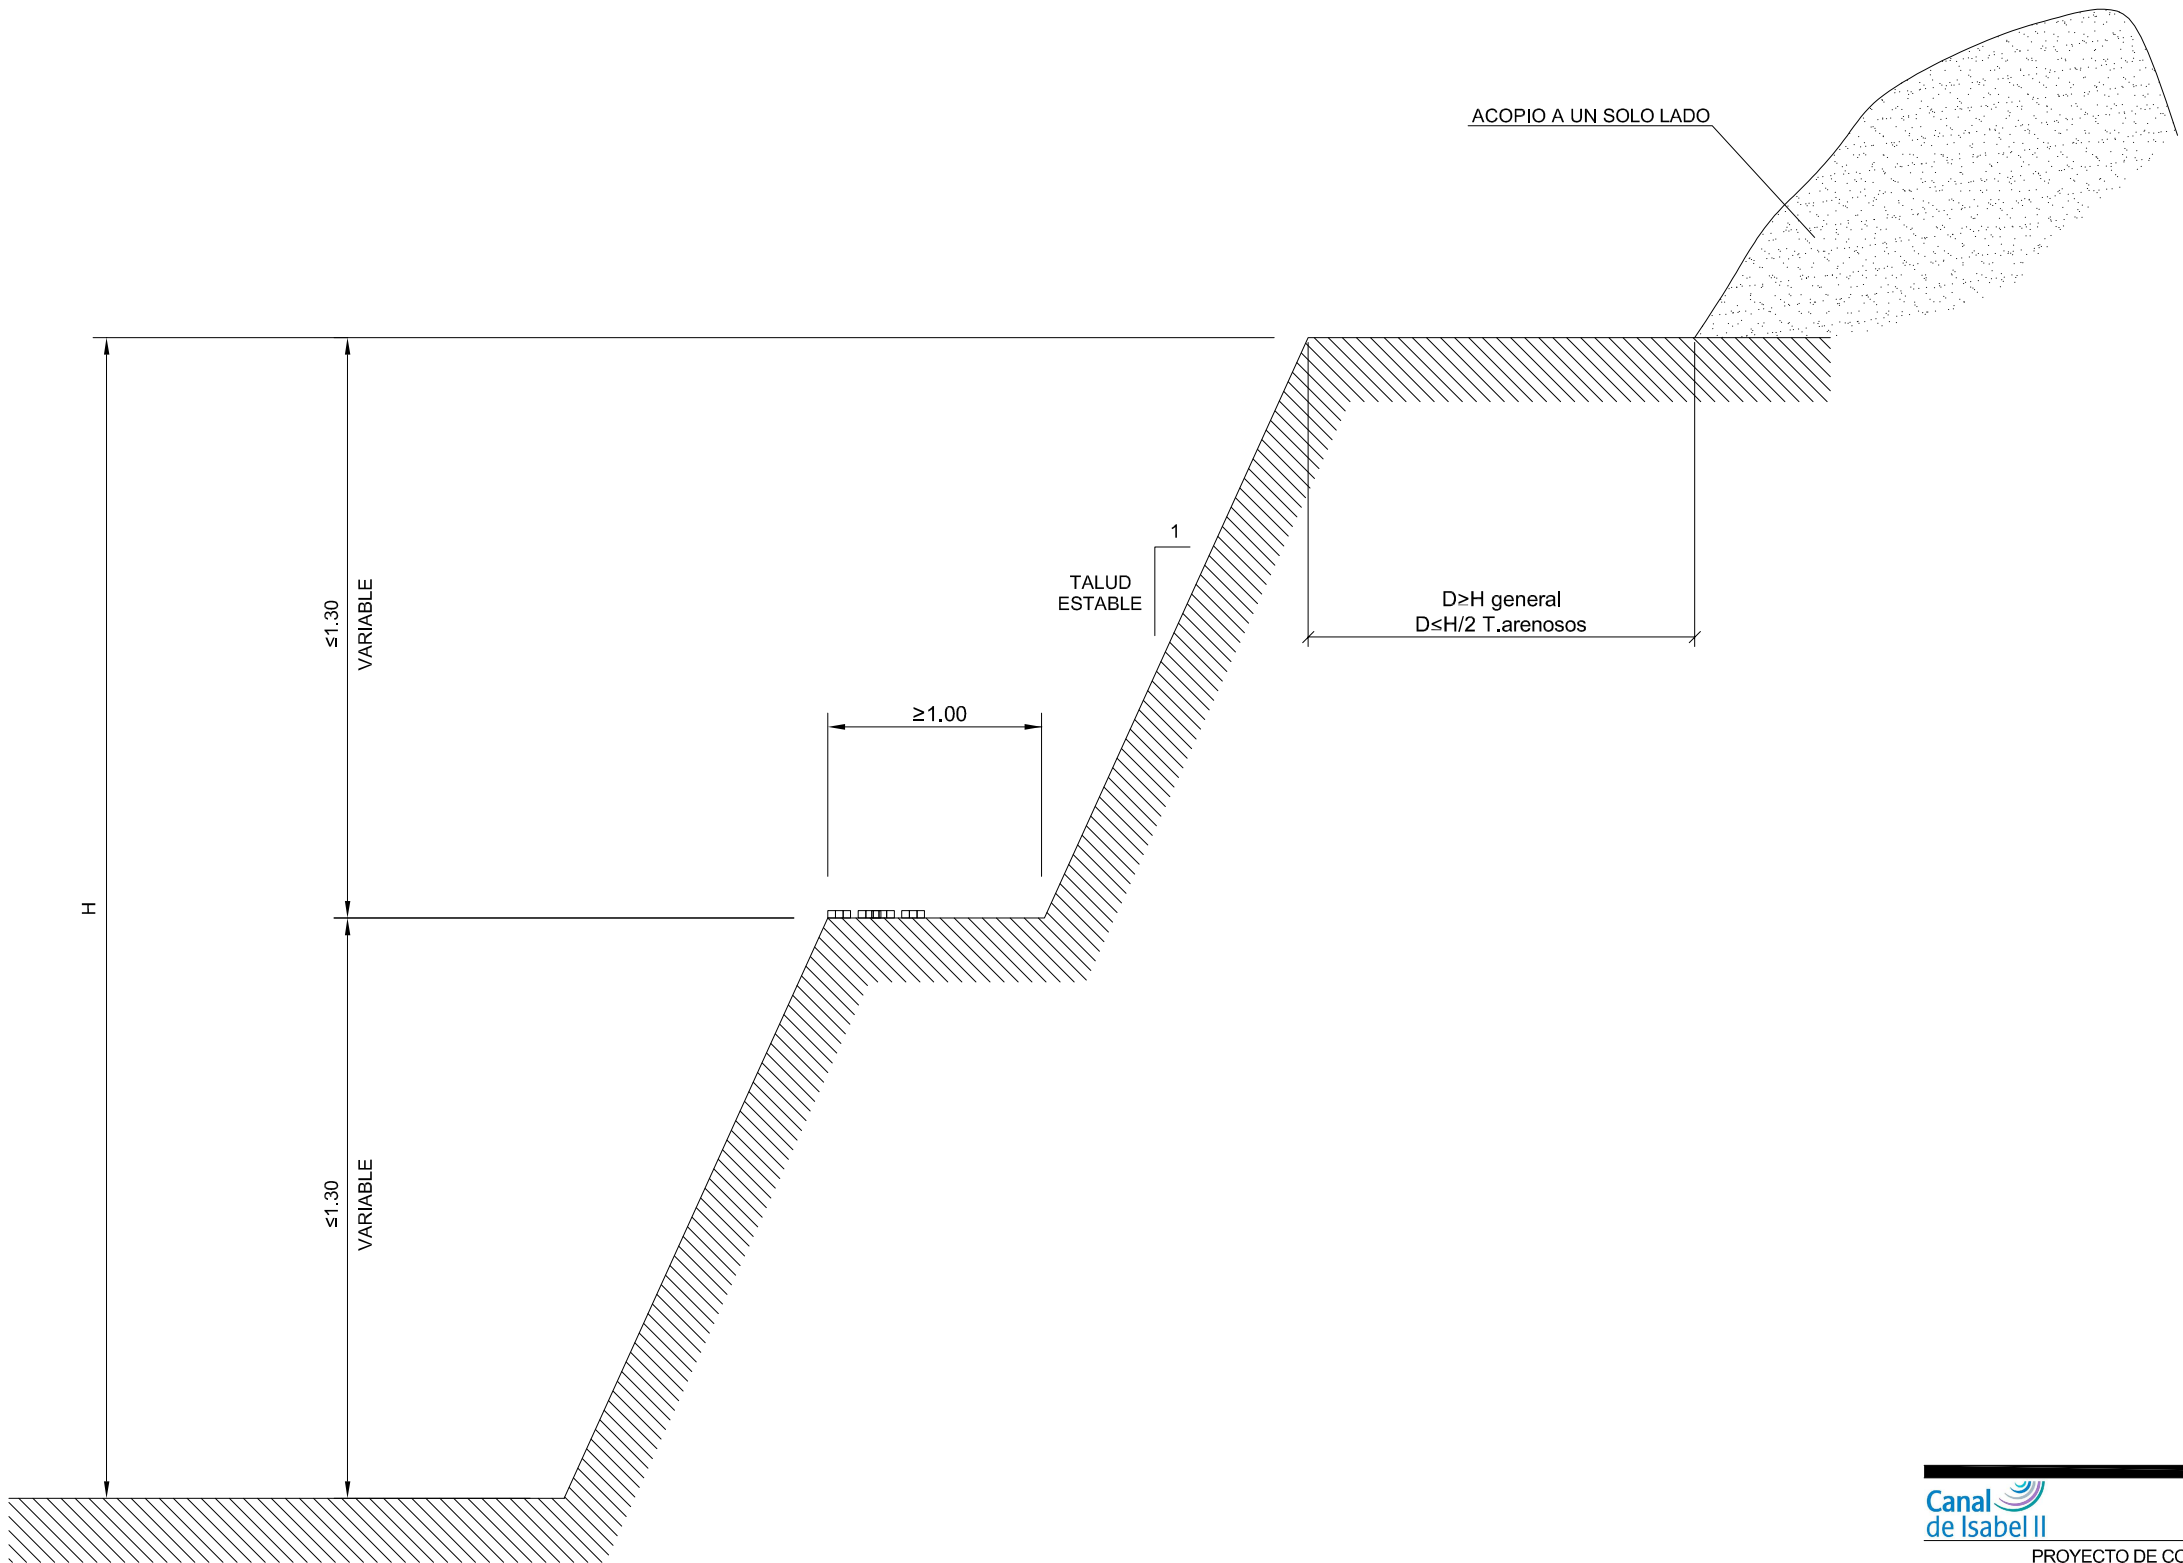 ACOPIO A UN SOLO LADO
1
TALUD
ESTABLE
D≥H general
D≤H/2 T.arenosos
≤1.30
VARIABLE
≥1.00
H
≤1.30
VARIABLE
Canal
de Isabel II
PROYECTO DE CO